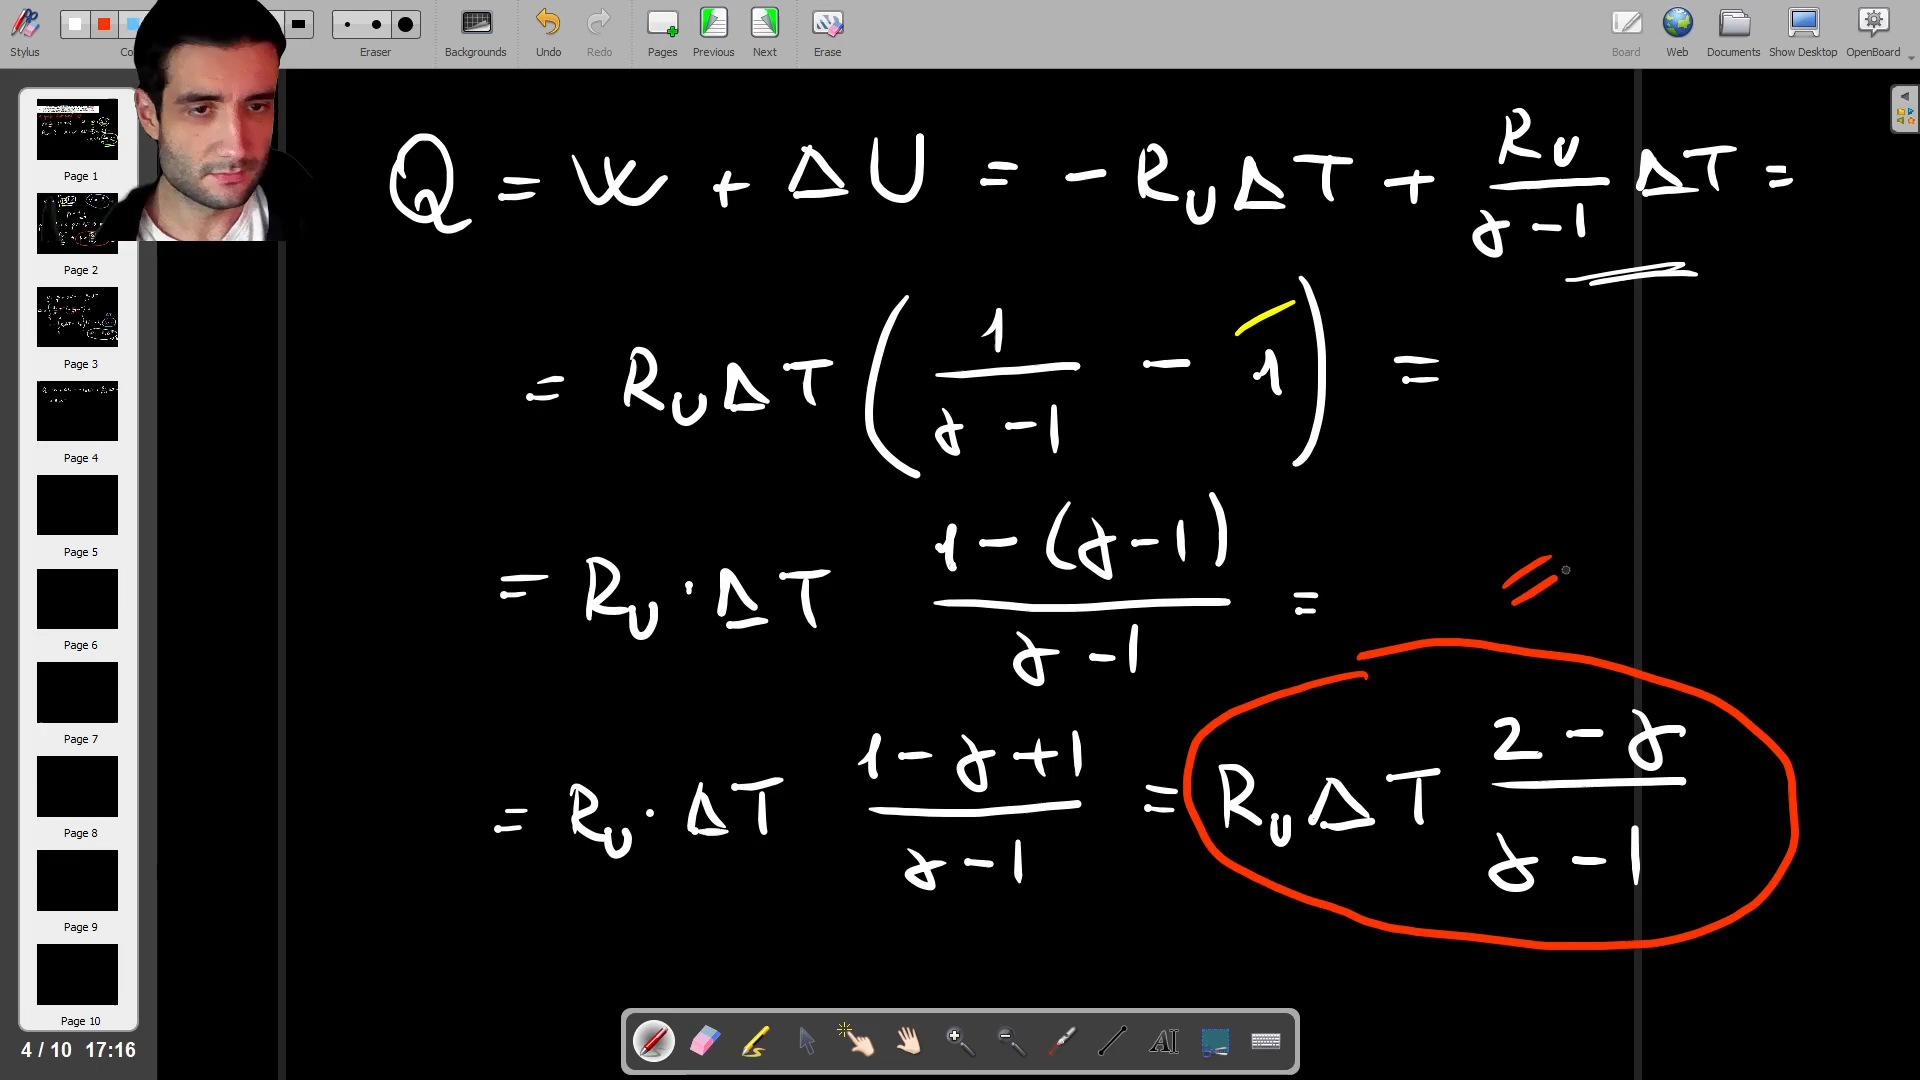 Stylus
Eraser
Backgrounds
Undo
Redo
Pages
Previous
Next
Erase
Board
Web
Documents
Show Desktop
OpenBoard
Page 1
Page 2
Page 3
Page 4
Page 5
Page 6
Page 7
Page 8
Page 9
Page 10
4 / 10 17:16
Q = W + ΔU = - R_U ΔT + R_U / (γ-1) ΔT =
= R_U ΔT ( 1 / (γ-1) - 1 ) =
= R_U · ΔT (1-(γ-1)) / (γ-1) =
= R_U · ΔT (1-γ+1) / (γ-1) = R_U ΔT (2-γ) / (γ-1)
AI